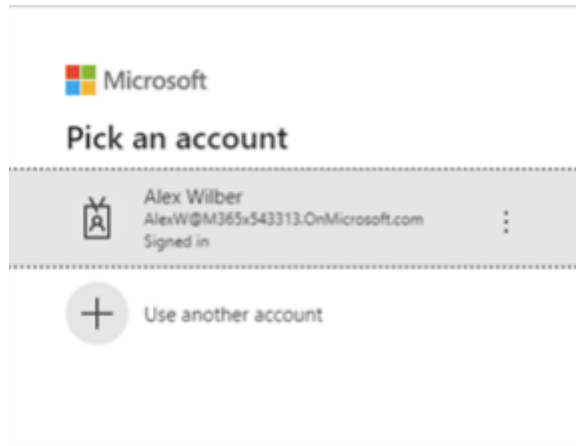 Microsoft
Pick an account
Alex Wilber
AlexW@M365x543313.OnMicrosoft.com
Signed in
Use another account